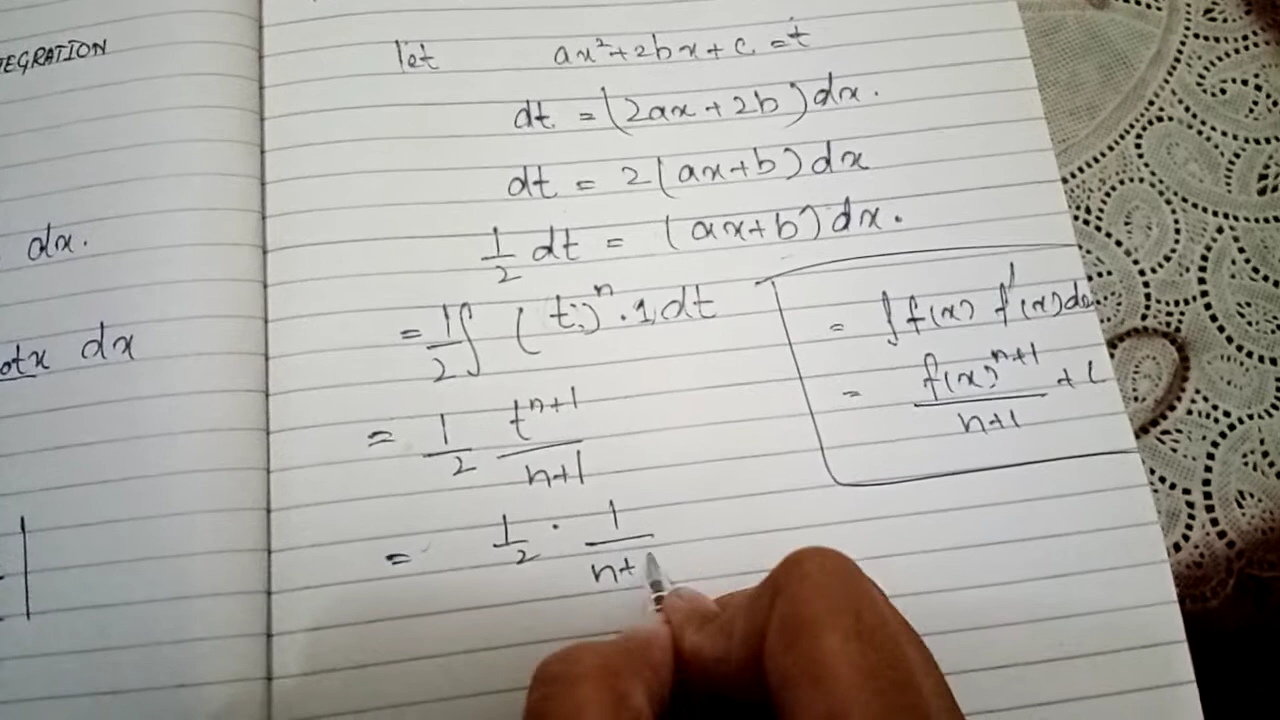 TEGRATION
dx.
otx dx
let ax²+2bx+c.=t
dt. =(2ax+2b)dx.
dt = 2(ax+b)dx
1/2 dt = (ax+b)dx.
=1/2∫ (t.)ⁿ.1.dt
= 1/2 tⁿ⁺¹/n+1
= 1/2 . 1/n+
= ∫f(x) f'(x)dx
= f(x)ⁿ⁺¹/n+1 +c